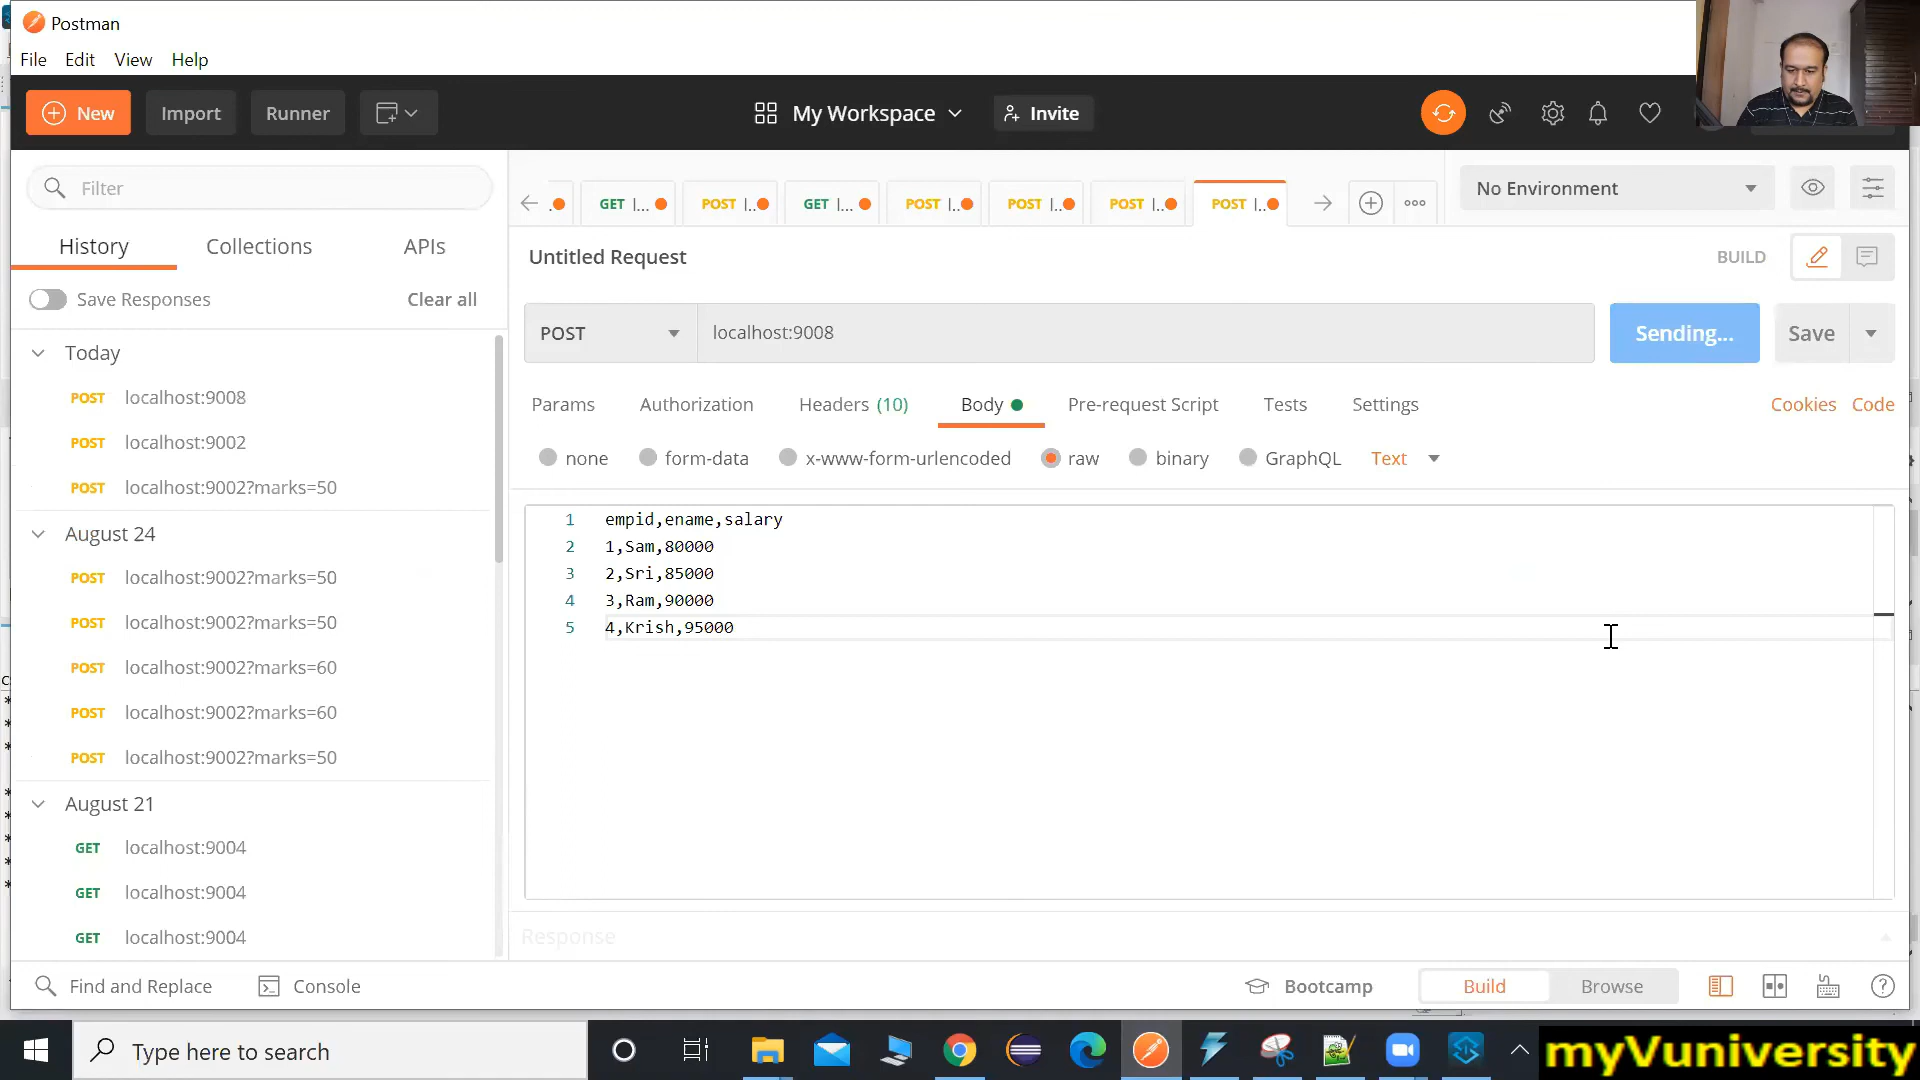 Postman
File Edit View Help
New Import Runner My Workspace Invite
Filter
GET l... POST l.. GET l... POST l.. POST l.. POST l.. POST l.. No Environment
History Collections APIs
Untitled Request BUILD
Save Responses Clear all
POST localhost:9008 Sending... Save
Today
POST localhost:9008
POST localhost:9002
POST localhost:9002?marks=50
August 24
POST localhost:9002?marks=50
POST localhost:9002?marks=50
POST localhost:9002?marks=60
POST localhost:9002?marks=60
POST localhost:9002?marks=50
August 21
GET localhost:9004
GET localhost:9004
GET localhost:9004
Params Authorization Headers (10) Body Pre-request Script Tests Settings Cookies Code
none form-data x-www-form-urlencoded raw binary GraphQL Text
1 empid,ename,salary
2 1,Sam,80000
3 2,Sri,85000
4 3,Ram,90000
5 4,Krish,95000
Response
Find and Replace Console Bootcamp Build Browse
Type here to search
myVuniversity